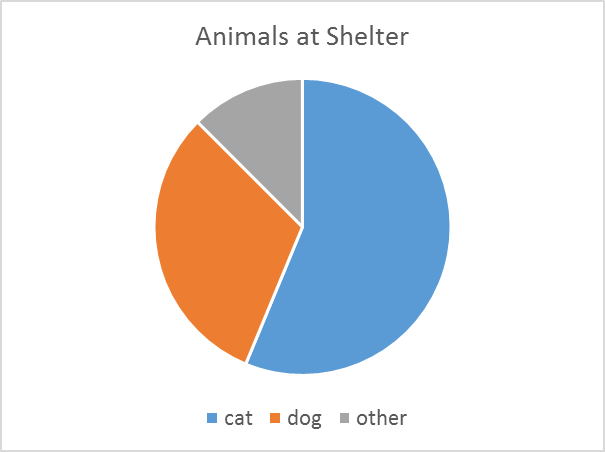 Animals at Shelter
cat dog other